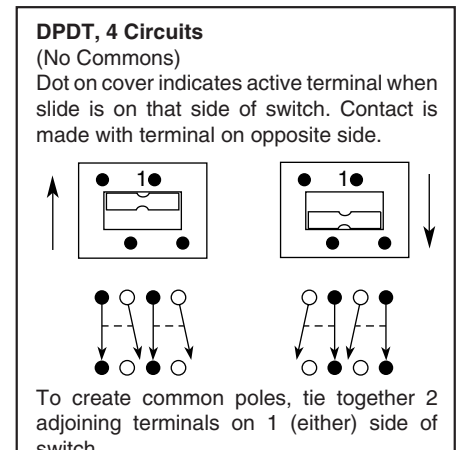 DPDT, 4 Circuits
(No Commons)
Dot on cover indicates active terminal when
slide is on that side of switch. Contact is
made with terminal on opposite side.
1
1
To create common poles, tie together 2
adjoining terminals on 1 (either) side of
switch